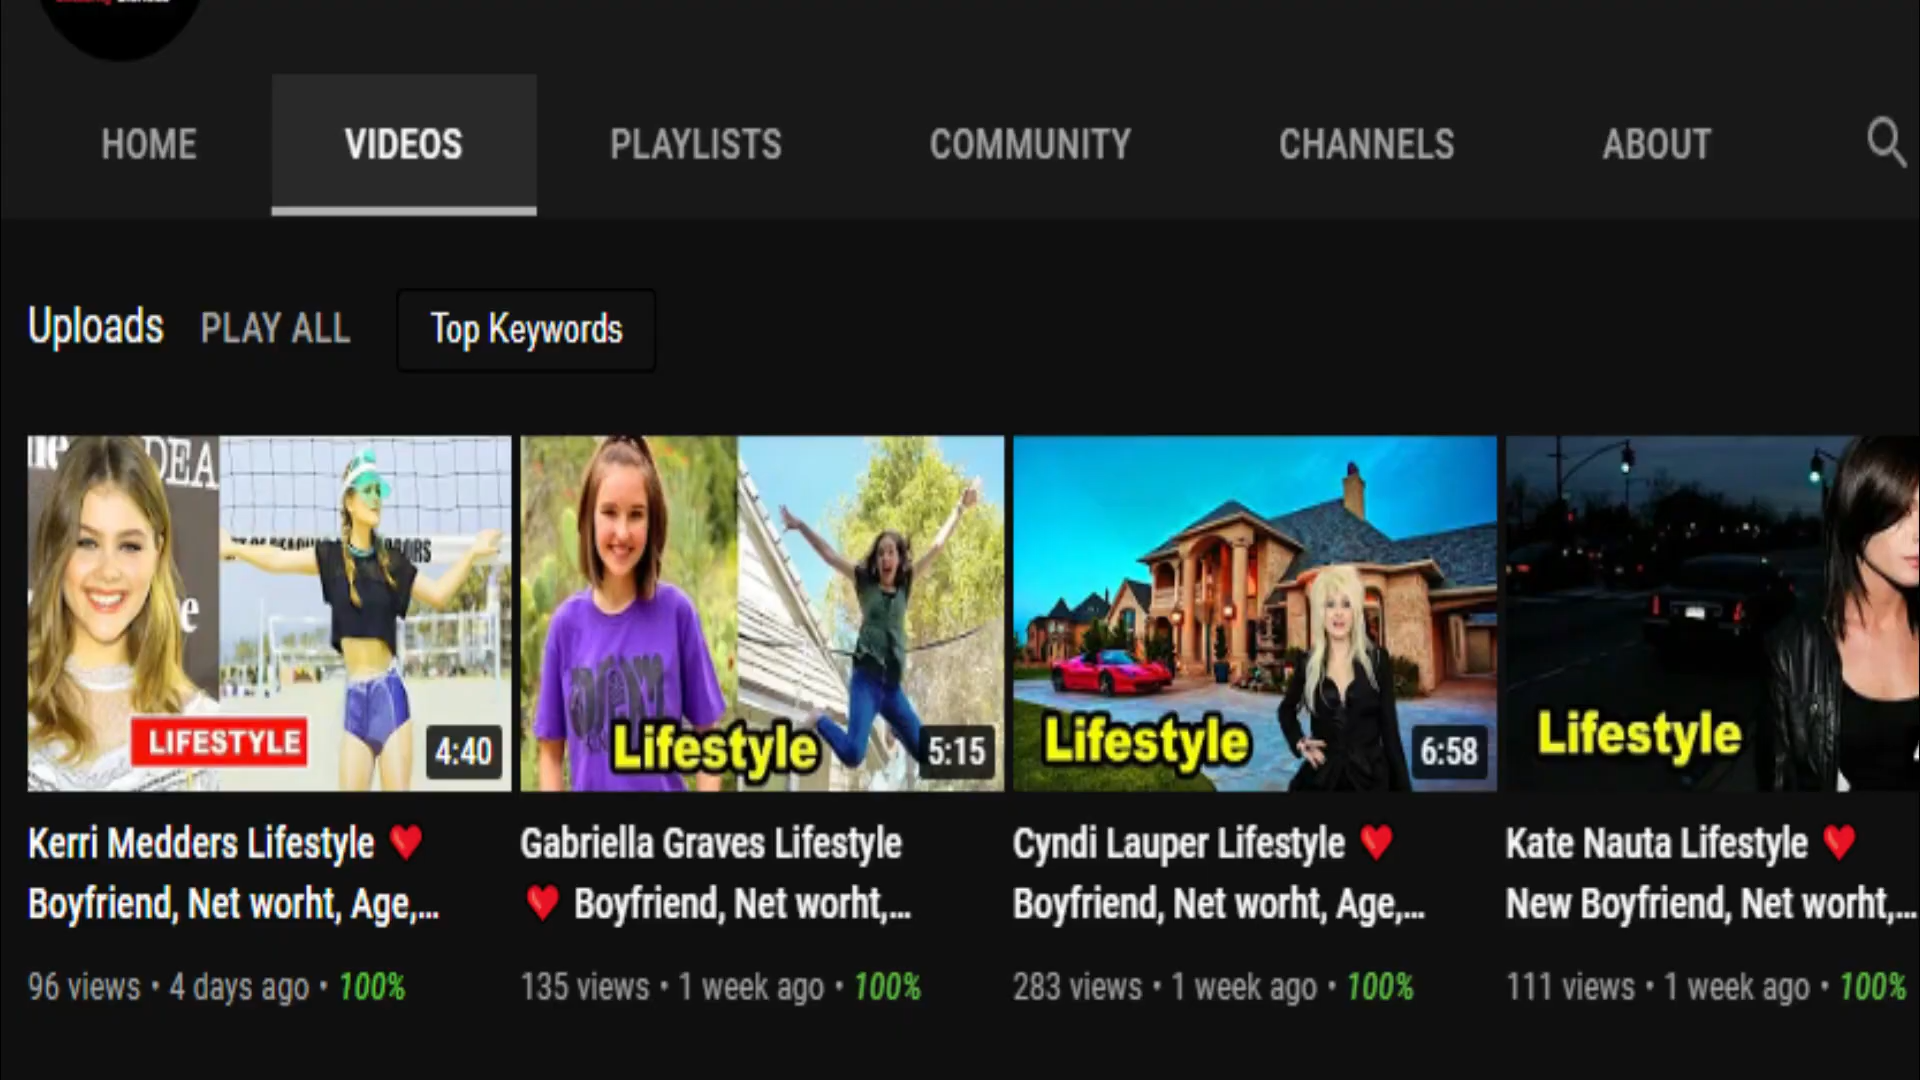 HOME VIDEOS PLAYLISTS COMMUNITY CHANNELS ABOUT
Uploads PLAY ALL Top Keywords
DEA
LIFESTYLE
4:40
Lifestyle
5:15
Lifestyle
6:58
Lifestyle
Kerri Medders Lifestyle ❤
Boyfriend, Net worht, Age,...
96 views • 4 days ago • 100%
Gabriella Graves Lifestyle
❤ Boyfriend, Net worht,...
135 views • 1 week ago • 100%
Cyndi Lauper Lifestyle ❤
Boyfriend, Net worht, Age,...
283 views • 1 week ago • 100%
Kate Nauta Lifestyle ❤
New Boyfriend, Net worht,...
111 views • 1 week ago • 100%